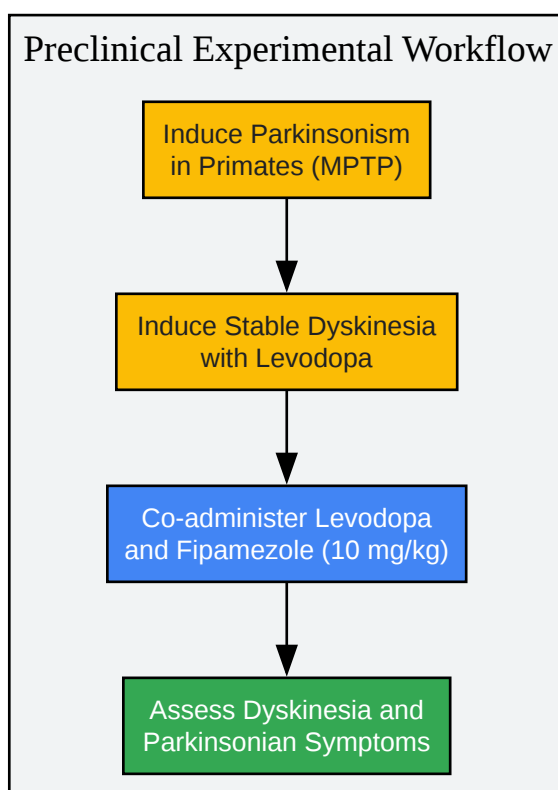 Preclinical Experimental Workflow
Induce Parkinsonism
in Primates (MPTP)
Induce Stable Dyskinesia
with Levodopa
Co-administer Levodopa
and Fipamezole (10 mg/kg)
Assess Dyskinesia and
Parkinsonian Symptoms